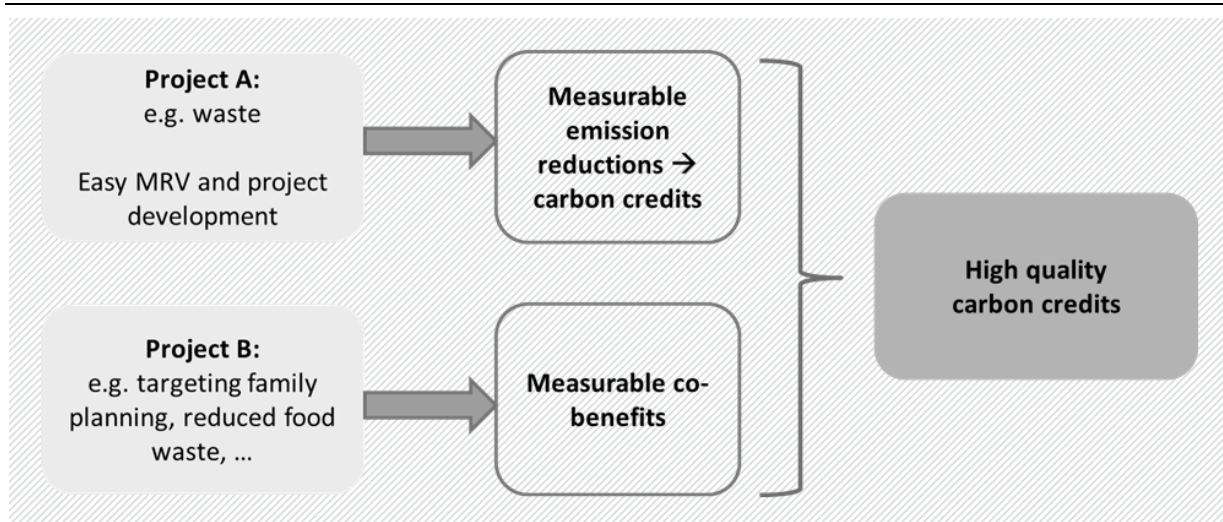 Project A:
e.g. waste
Easy MRV and project
development
Measurable
emission
reductions →
carbon credits
Project B:
e.g. targeting family
planning, reduced food
waste, ...
Measurable co-
benefits
High quality
carbon credits